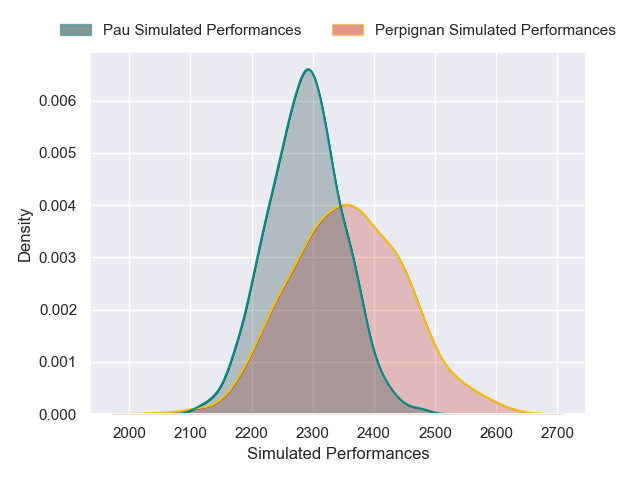 Pau Simulated Performances
Perpignan Simulated Performances
0.006
0.005
0.004
0.003
0.002
0.001
0.000
Density
2000 2100 2200 2300 2400 2500 2600 2700
Simulated Performances